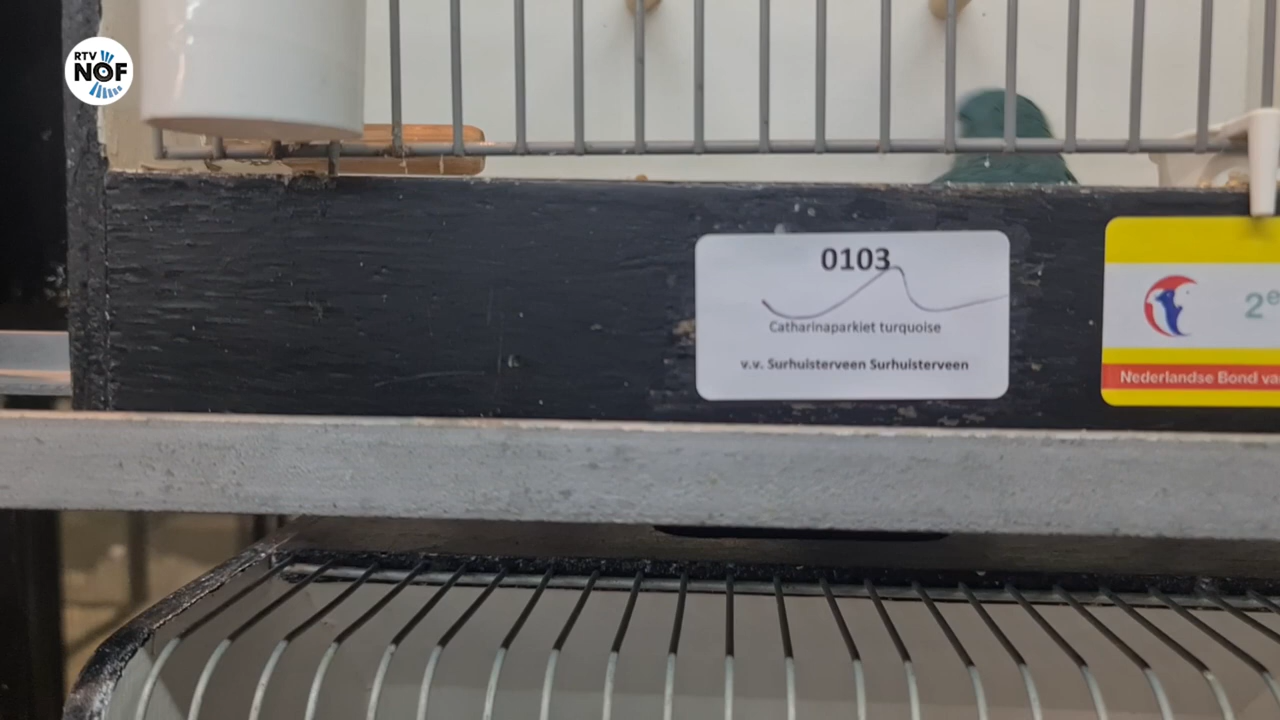 RTV
NOF
0103
Catharinaparkiet turquoise
v.v. Surhuisterveen Surhuisterveen
2e
Nederlandse Bond va